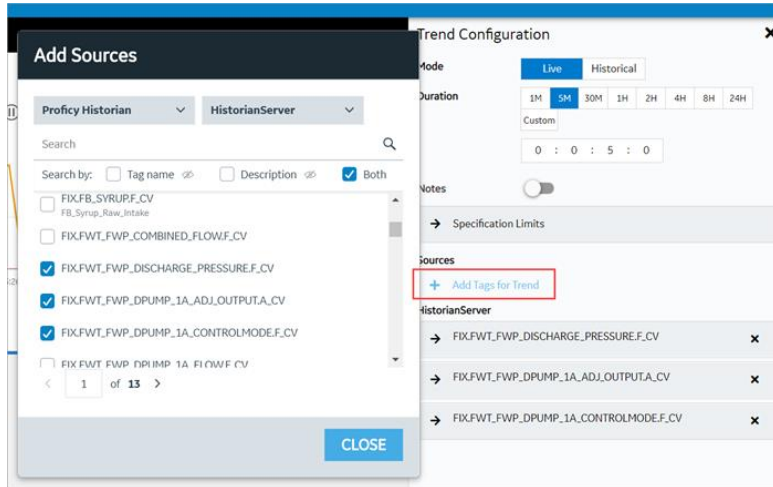 Add Sources
Proficy Historian
HistorianServer
Search
Search by:
Tag name
Description
Both
FIX.FB_SYRUP.F_CV
FB_Syrup_Raw_Intake
FIX.FWT_FWP_COMBINED_FLOW.F_CV
FIX.FWT_FWP_DISCHARGE_PRESSURE.F_CV
FIX.FWT_FWP_DPUMP_1A_ADJ_OUTPUT.A_CV
FIX.FWT_FWP_DPUMP_1A_CONTROLMODE.F_CV
FIX.FWT_FWP_DPUMP_1A_FLOW.F_CV
1 of 13
CLOSE
Trend Configuration
Mode
Live Historical
Duration
1M 5M 30M 1H 2H 4H 8H 24H
Custom
0 : 0 : 5 : 0
Notes
Specification Limits
Sources
+ Add Tags for Trend
HistorianServer
FIX.FWT_FWP_DISCHARGE_PRESSURE.F_CV
FIX.FWT_FWP_DPUMP_1A_ADJ_OUTPUT.A_CV
FIX.FWT_FWP_DPUMP_1A_CONTROLMODE.F_CV